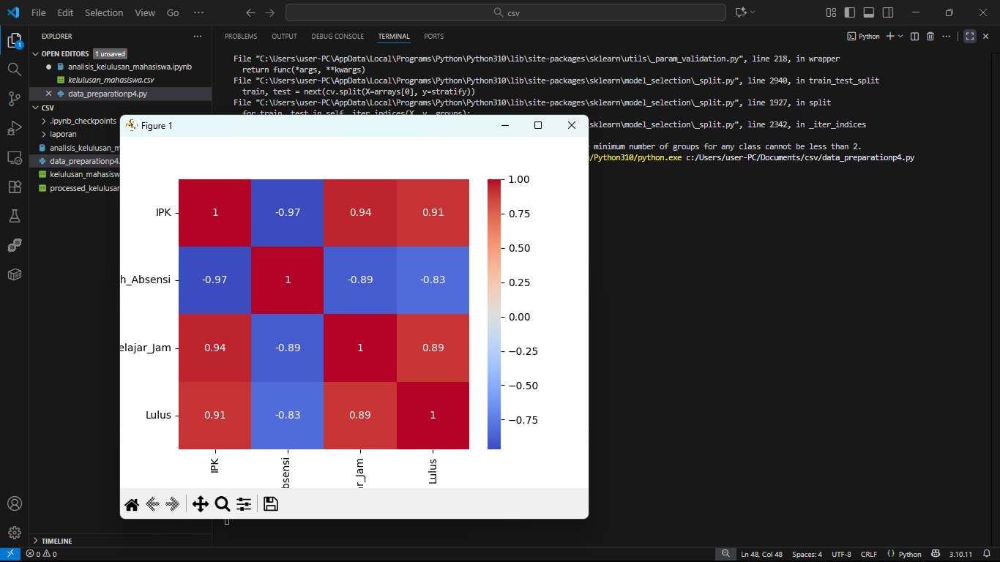 File Edit Selection View Go ··· csv
EXPLORER ···
OPEN EDITORS 1 unsaved
analisis_kelulusan_mahasiswa.ipynb
kelulusan_mahasiswa.csv
data_preparationp4.py
CSV
.ipynb_checkpoints
laporan
analisis_kelulusan_m
data_preparationp4.
kelulusan_mahasisw
processed_kelulusan
TIMELINE
PROBLEMS OUTPUT DEBUG CONSOLE TERMINAL PORTS
Python
File "C:\Users\user-PC\AppData\Local\Programs\Python\Python310\lib\site-packages\sklearn\utils\_param_validation.py", line 218, in wrapper
return func(*args, **kwargs)
File "C:\Users\user-PC\AppData\Local\Programs\Python\Python310\lib\site-packages\sklearn\model_selection\_split.py", line 2940, in train_test_split
train, test = next(cv.split(X=arrays[0], y=stratify))
File "C:\Users\user-PC\AppData\Local\Programs\Python\Python310\lib\site-packages\sklearn\model_selection\_split.py", line 1927, in split
for train, test in self._iter_indices(X, y, groups):
sklearn\model_selection\_split.py", line 2342, in _iter_indices
minimum number of groups for any class cannot be less than 2.
/Python310/python.exe c:/Users/user-PC/Documents/csv/data_preparationp4.py
Figure 1
IPK 1 -0.97 0.94 0.91
h_Absensi -0.97 1 -0.89 -0.83
elajar_Jam 0.94 -0.89 1 0.89
Lulus 0.91 -0.83 0.89 1
IPK
bsensi
r_Jam
Lulus
1.00
0.75
0.50
0.25
0.00
−0.25
−0.50
−0.75
0 0 Ln 48, Col 48 Spaces: 4 UTF-8 CRLF Python 3.10.11
1